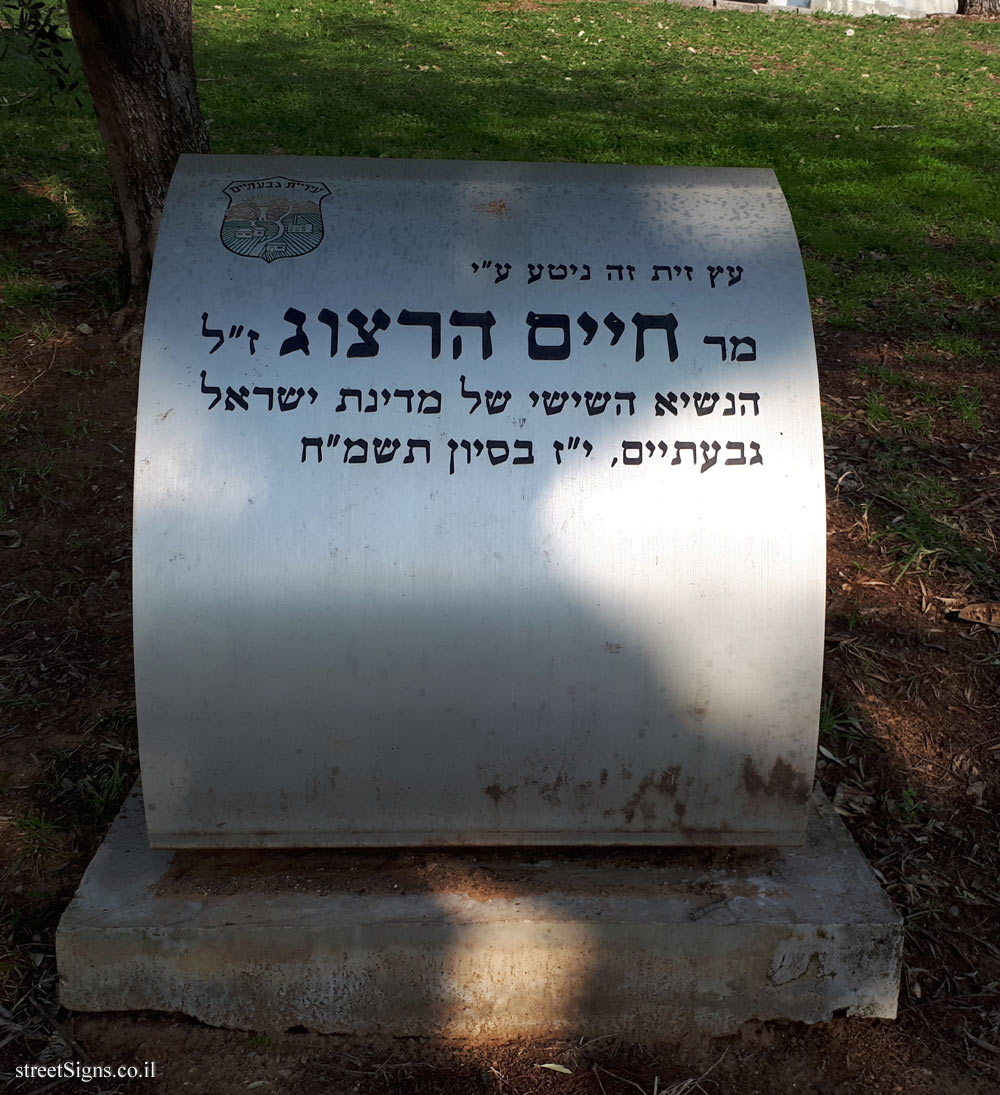 עיריית גבעתיים
עץ זית זה ניטע ע"י
מר חיים הרצוג ז"ל
הנשיא השישי של מדינת ישראל
גבעתיים, י"ז בסיון תשמ"ח
streetSigns.co.il